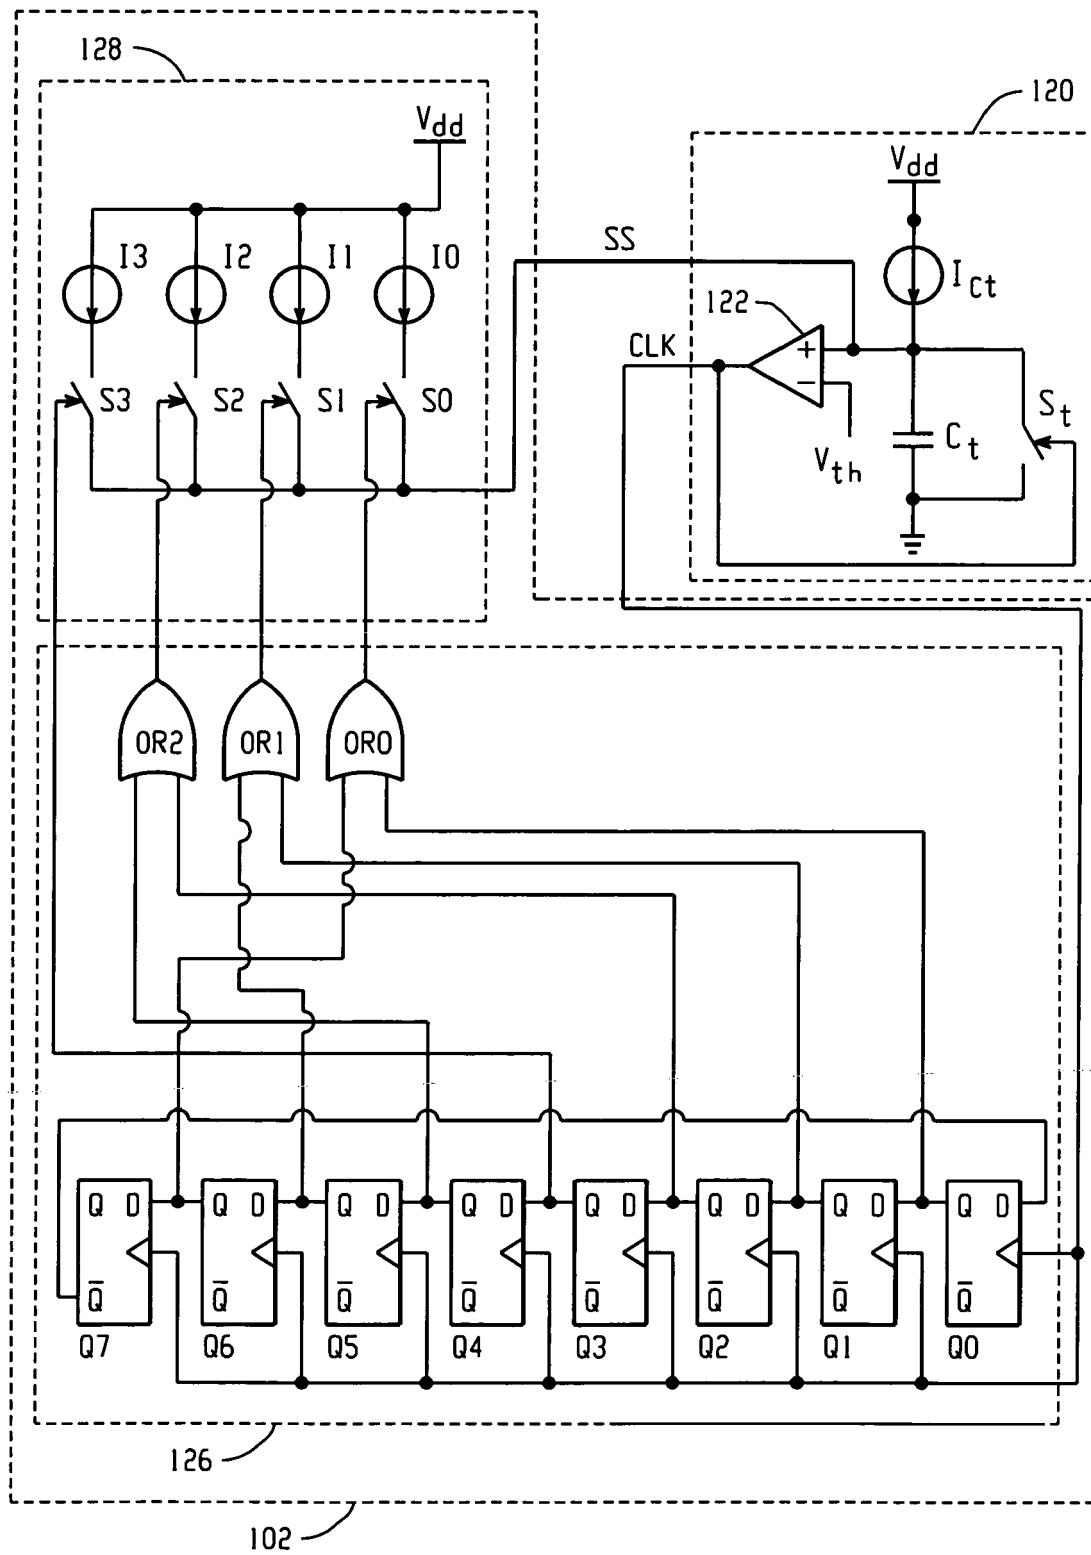 128
120
Vdd
Vdd
I3 I2 I1 I0
SS
ICt
122
CLK
+
−
S3 S2 S1 S0
St
Ct
Vth
OR2 OR1 OR0
Q D Q D Q D Q D Q D Q D Q D Q D
Q̅ Q̅ Q̅ Q̅ Q̅ Q̅ Q̅ Q̅
Q7 Q6 Q5 Q4 Q3 Q2 Q1 Q0
126
102